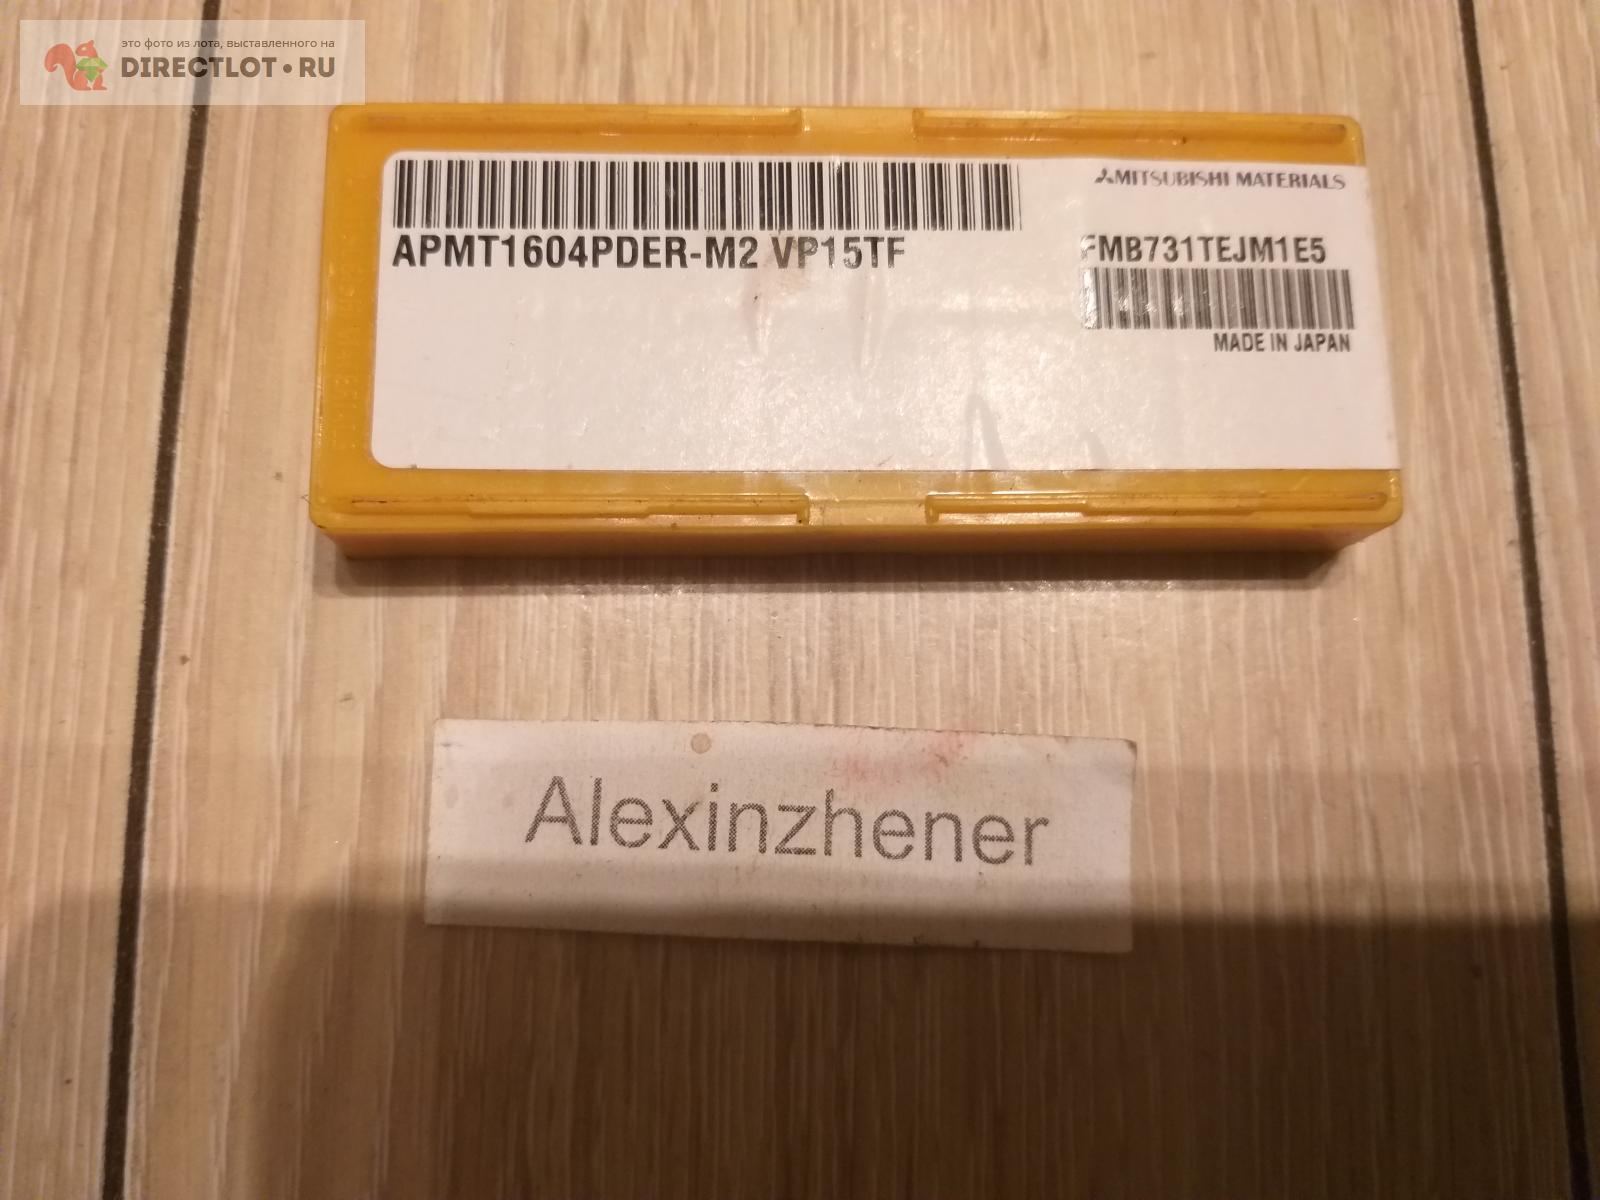 это фото из лота, выставленного на
DIRECTLOT•RU
MITSUBISHI MATERIALS
APMT1604PDER-M2 VP15TF
FMB731TEJM1E5
MADE IN JAPAN
Alexinzhener